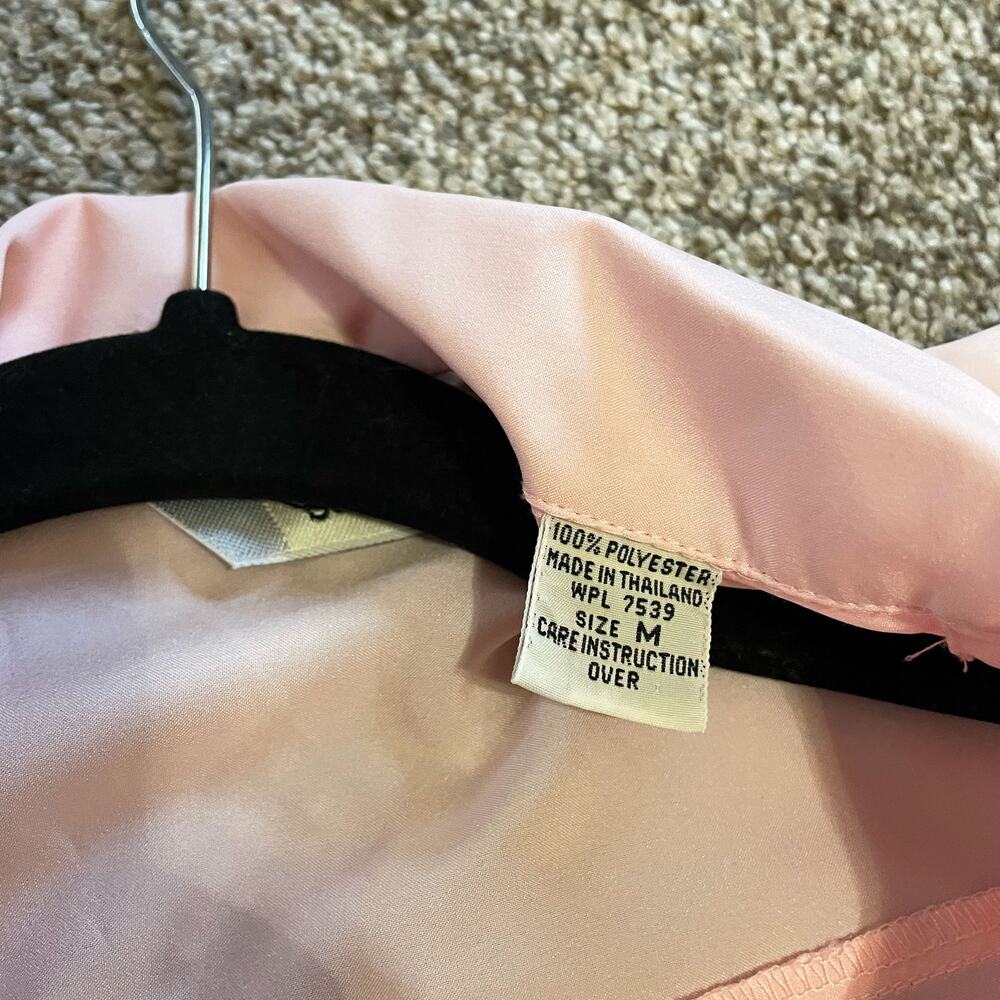 100% POLYESTER
MADE IN THAILAND
WPL 7539
SIZE M
CARE INSTRUCTION
OVER